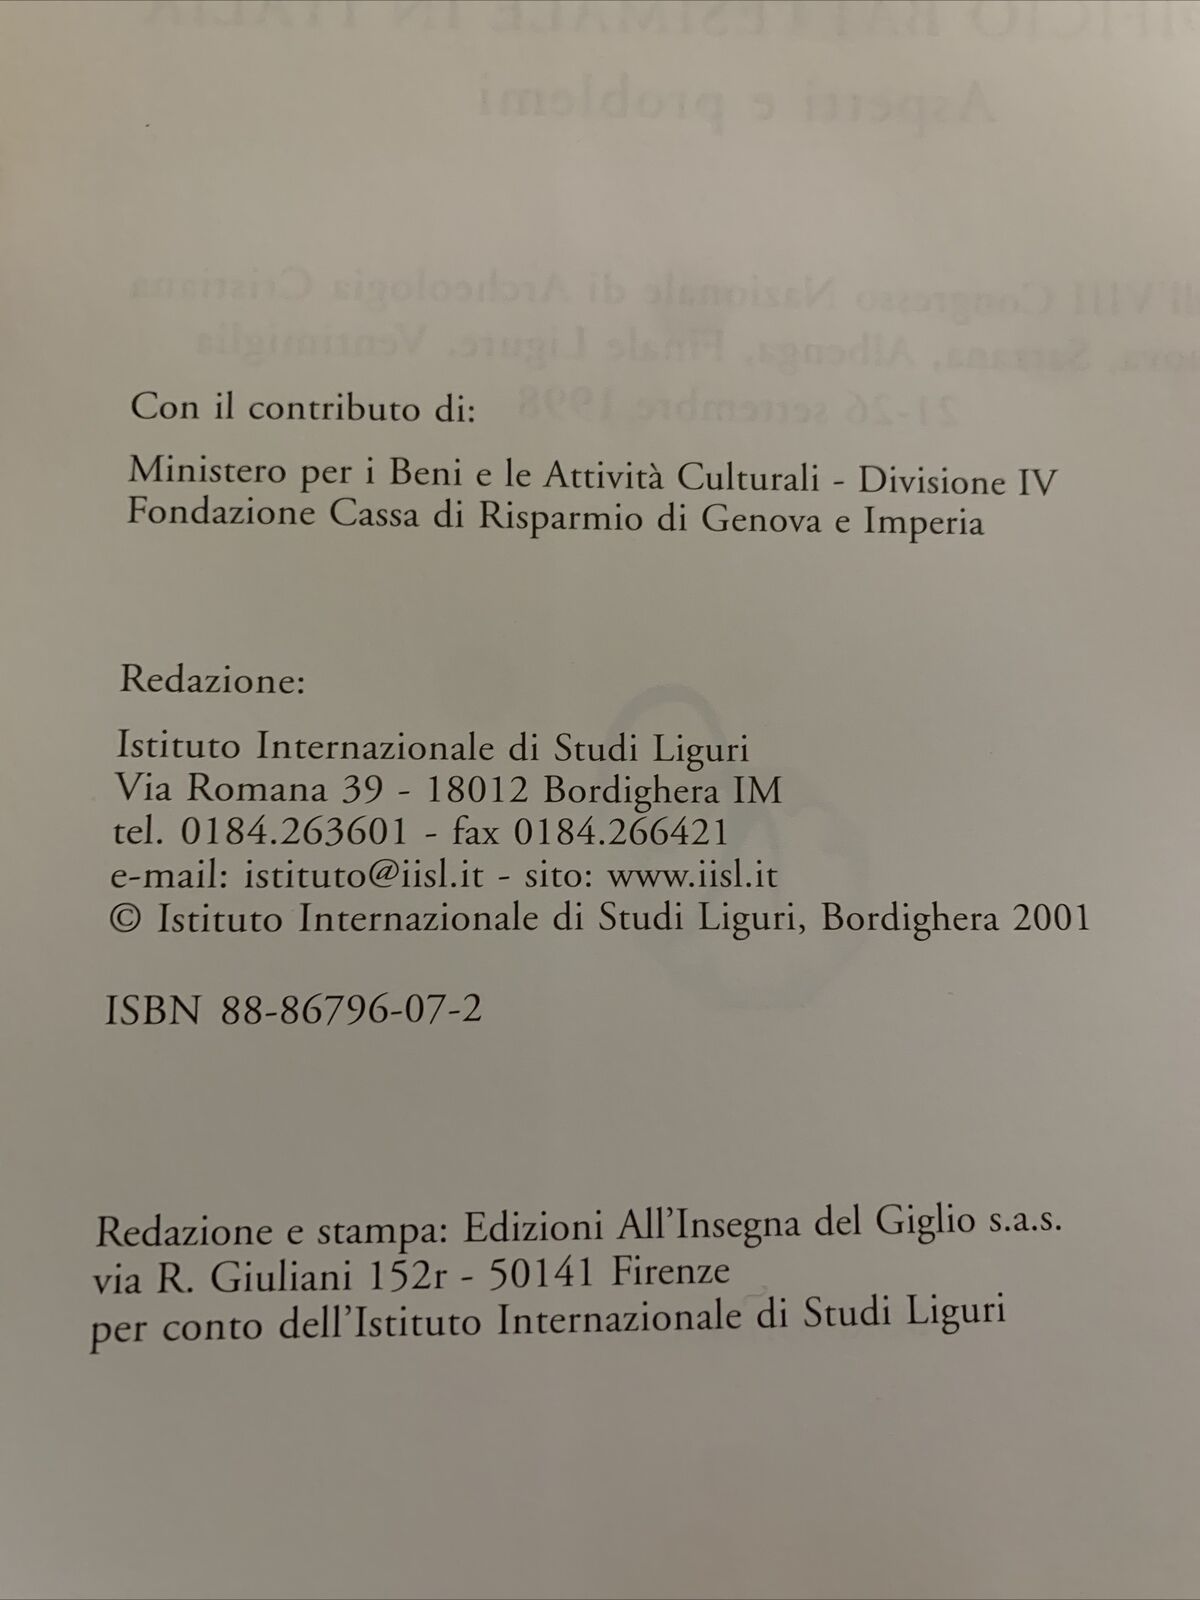 Con il contributo di:
Ministero per i Beni e le Attività Culturali - Divisione IV
Fondazione Cassa di Risparmio di Genova e Imperia
Redazione:
Istituto Internazionale di Studi Liguri
Via Romana 39 - 18012 Bordighera IM
tel. 0184.263601 - fax 0184.266421
e-mail: istituto@iisl.it - sito: www.iisl.it
© Istituto Internazionale di Studi Liguri, Bordighera 2001
ISBN 88-86796-07-2
Redazione e stampa: Edizioni All'Insegna del Giglio s.a.s.
via R. Giuliani 152r - 50141 Firenze
per conto dell'Istituto Internazionale di Studi Liguri